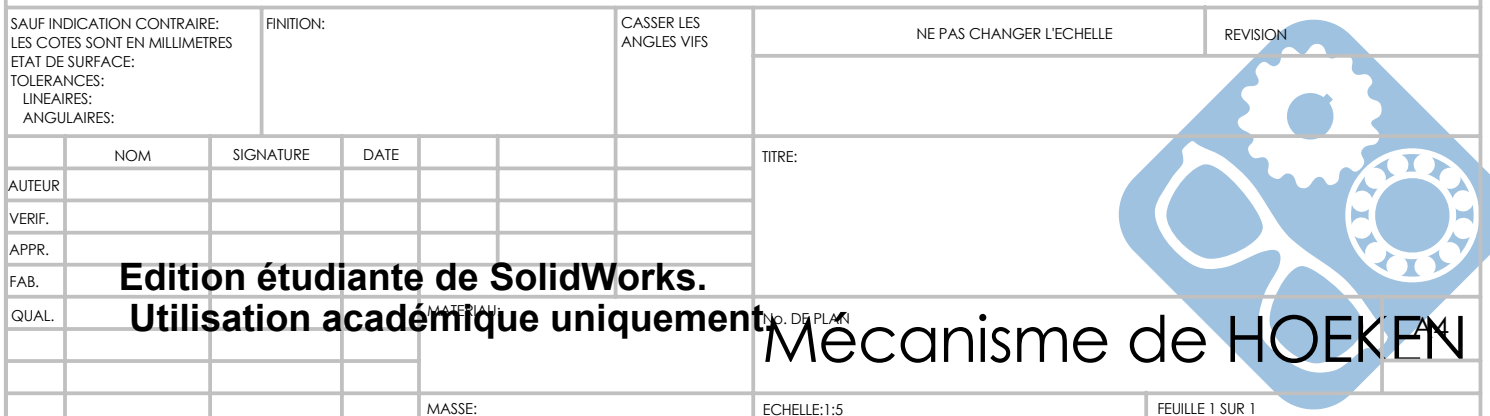 SAUF INDICATION CONTRAIRE:
LES COTES SONT EN MILLIMETRES
ETAT DE SURFACE:
TOLERANCES:
LINEAIRES:
ANGULAIRES:
FINITION:
CASSER LES
ANGLES VIFS
NE PAS CHANGER L'ECHELLE
REVISION
NOM
SIGNATURE
DATE
TITRE:
AUTEUR
VERIF.
APPR.
FAB.
QUAL.
Edition étudiante de SolidWorks.
Utilisation académique uniquement.
MATERIAU:
No. DE PLAN
Mécanisme de HOEKEN
A4
MASSE:
ECHELLE:1:5
FEUILLE 1 SUR 1